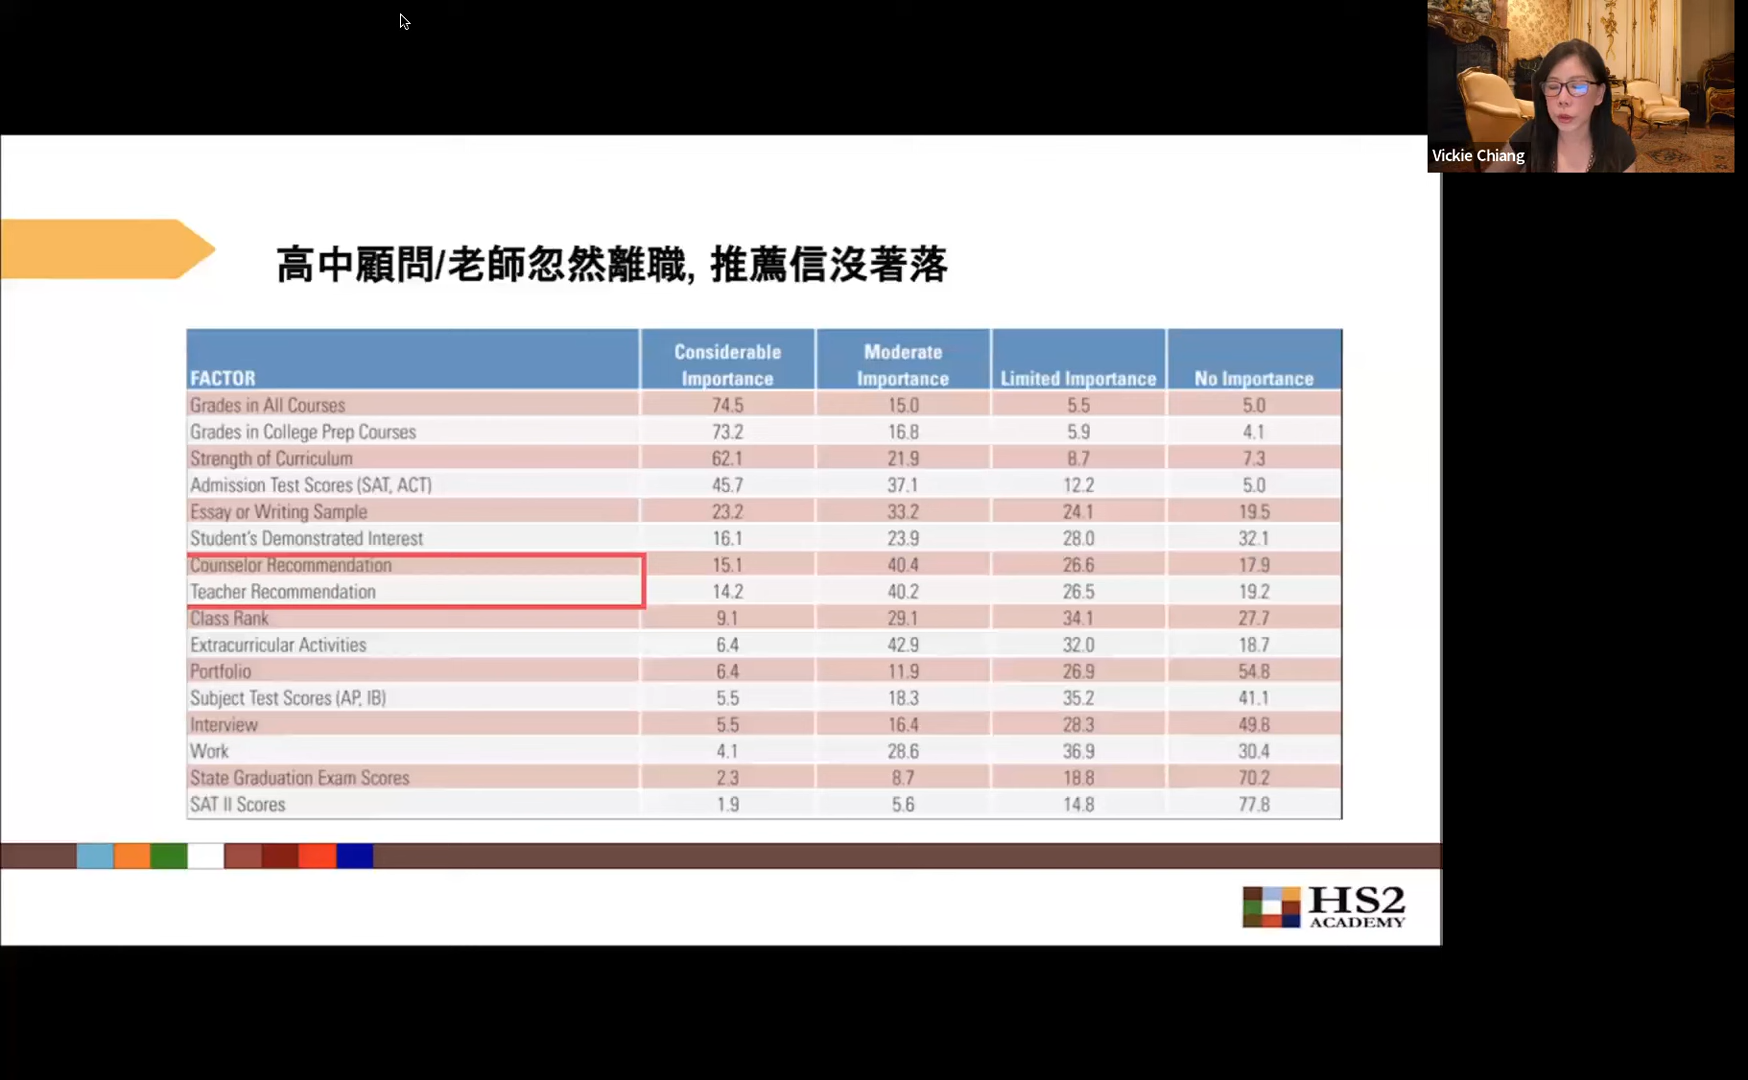 Vickie Chiang
高中顧問/老師忽然離職, 推薦信沒著落
FACTOR Considerable Importance Moderate Importance Limited Importance No Importance
Grades in All Courses 74.5 15.0 5.5 5.0
Grades in College Prep Courses 73.2 16.8 5.9 4.1
Strength of Curriculum 62.1 21.9 8.7 7.3
Admission Test Scores (SAT, ACT) 45.7 37.1 12.2 5.0
Essay or Writing Sample 23.2 33.2 24.1 19.5
Student's Demonstrated Interest 16.1 23.9 28.0 32.1
Counselor Recommendation 15.1 40.4 26.6 17.9
Teacher Recommendation 14.2 40.2 26.5 19.2
Class Rank 9.1 29.1 34.1 27.7
Extracurricular Activities 6.4 42.9 32.0 18.7
Portfolio 6.4 11.9 26.9 54.8
Subject Test Scores (AP, IB) 5.5 18.3 35.2 41.1
Interview 5.5 16.4 28.3 49.8
Work 4.1 28.6 36.9 30.4
State Graduation Exam Scores 2.3 8.7 18.8 70.2
SAT II Scores 1.9 5.6 14.8 77.8
HS2
ACADEMY